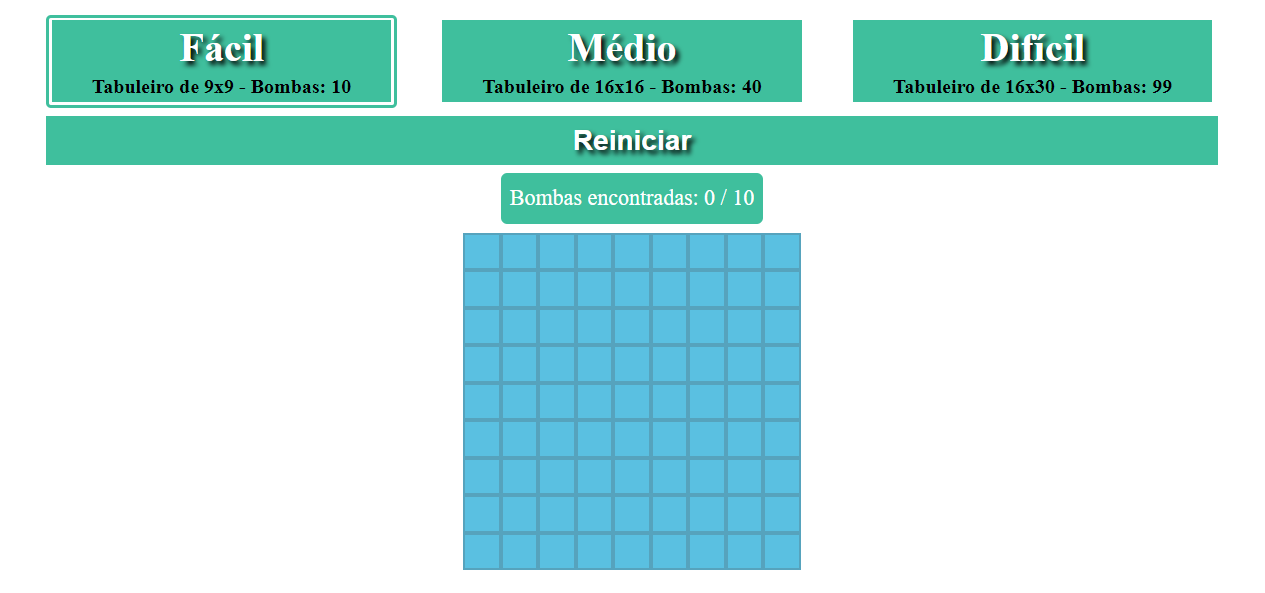 Fácil
Tabuleiro de 9x9 - Bombas: 10
Médio
Tabuleiro de 16x16 - Bombas: 40
Difícil
Tabuleiro de 16x30 - Bombas: 99
Reiniciar
Bombas encontradas: 0 / 10